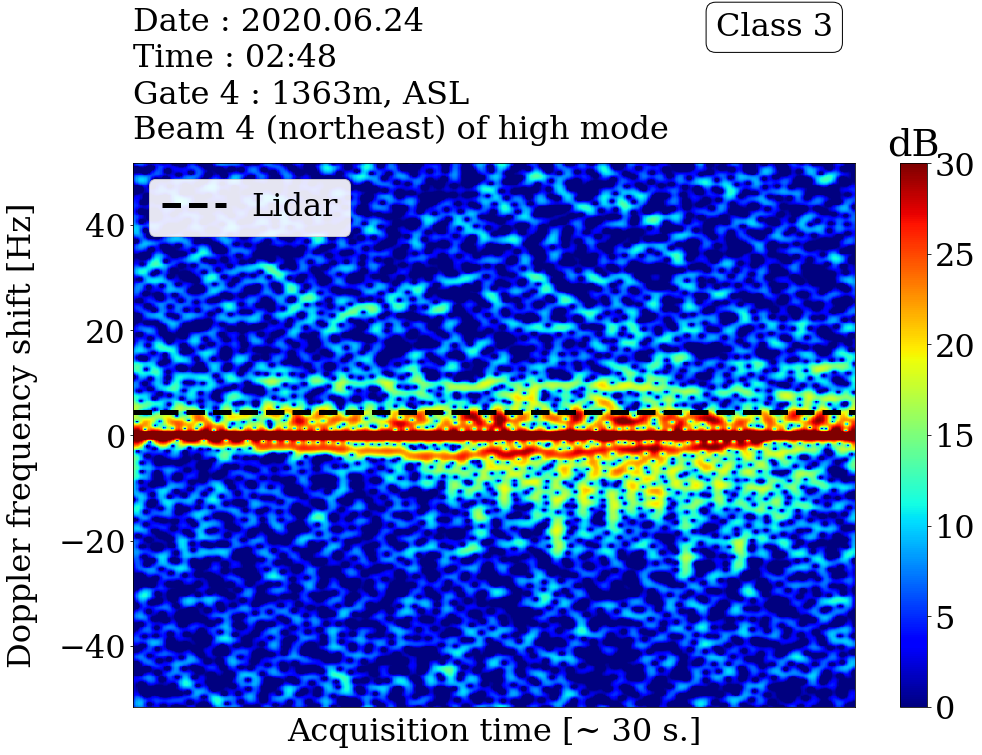 Date : 2020.06.24
Time : 02:48
Gate 4 : 1363m, ASL
Beam 4 (northeast) of high mode
Class 3
dB
Lidar
Doppler frequency shift [Hz]
40
20
0
−20
−40
Acquisition time [~ 30 s.]
30
25
20
15
10
5
0